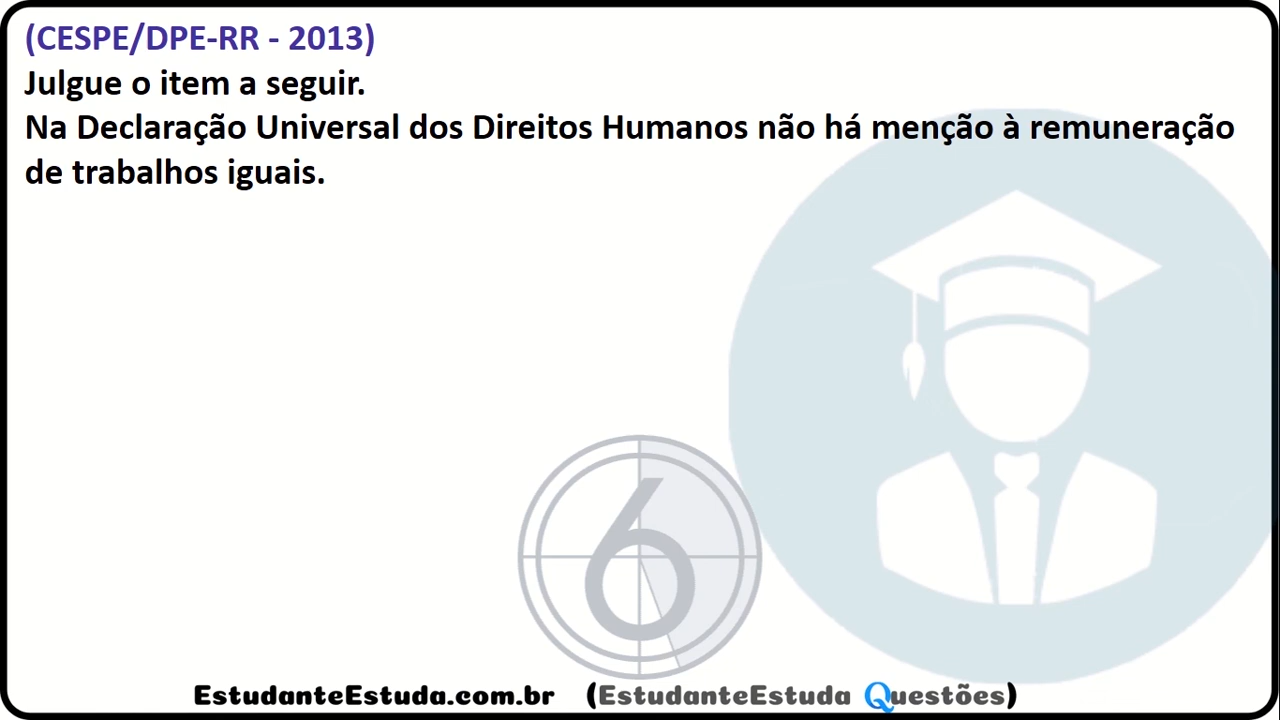 (CESPE/DPE-RR - 2013)
Julgue o item a seguir.
Na Declaração Universal dos Direitos Humanos não há menção à remuneração
de trabalhos iguais.
6
EstudanteEstuda.com.br (EstudanteEstuda Questões)